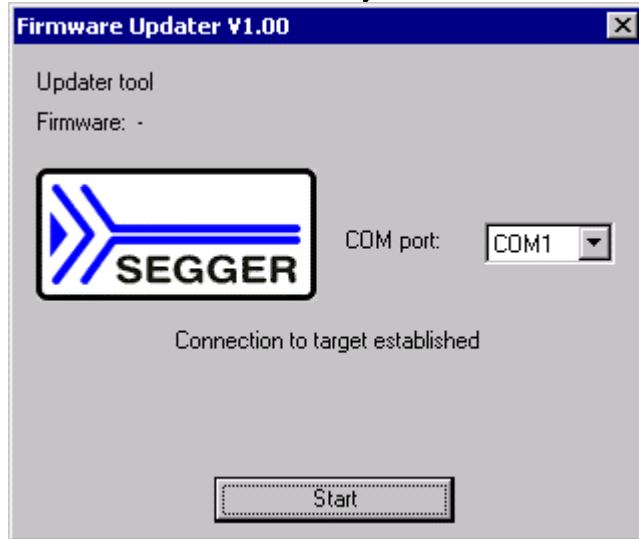 Firmware Updater V1.00
Updater tool
Firmware: -
SEGGER
COM port:
COM1
Connection to target established
Start